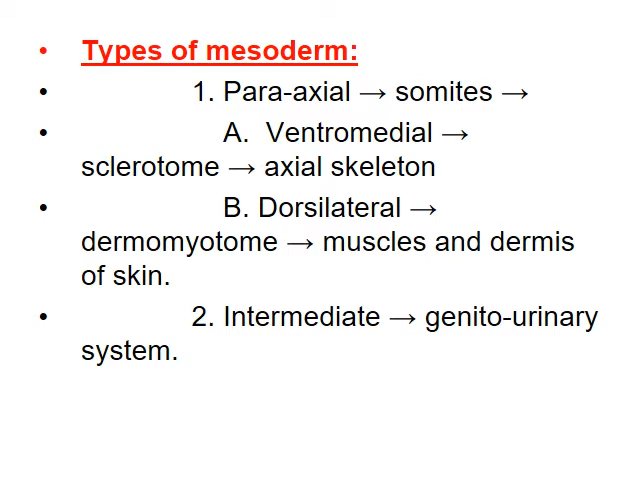 • Types of mesoderm:
• 1. Para-axial → somites →
• A. Ventromedial →
sclerotome → axial skeleton
• B. Dorsilateral →
dermomyotome → muscles and dermis
of skin.
• 2. Intermediate → genito-urinary
system.